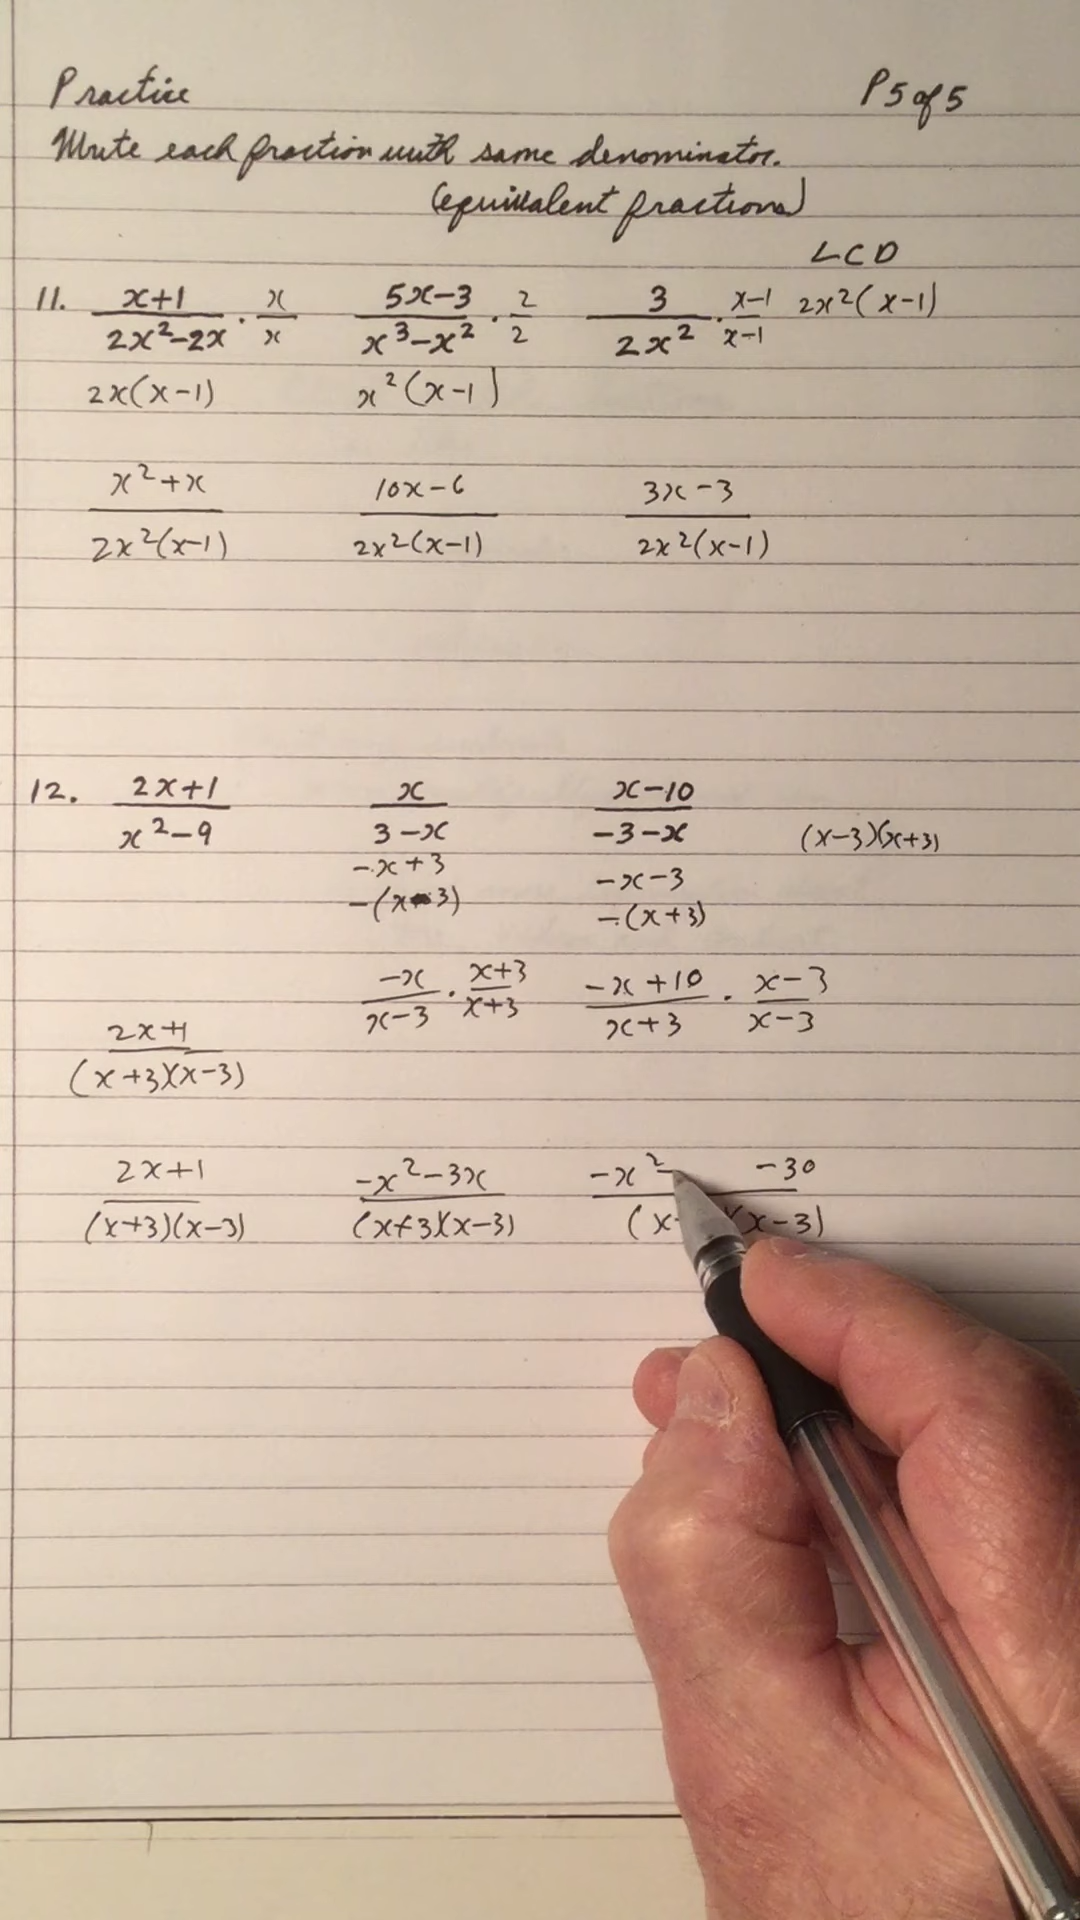 Practice P 5 of 5
Write each fraction with same denominator.
(equivalent fractions)
LCD
11. (x+1)/(2x²-2x) · x/x (5x-3)/(x³-x²) · 2/2 3/(2x²) · (x-1)/(x-1) 2x²(x-1)
2x(x-1) x²(x-1)
(x²+x)/(2x²(x-1)) (10x-6)/(2x²(x-1)) (3x-3)/(2x²(x-1))
12. (2x+1)/(x²-9) x/(3-x) (x-10)/(-3-x) (x-3)(x+3)
-x+3 -x-3
-(x-3) -(x+3)
-x/(x-3) · (x+3)/(x+3) (-x+10)/(x+3) · (x-3)/(x-3)
(2x+1)/((x+3)(x-3))
(2x+1)/((x+3)(x-3)) (-x²-3x)/((x+3)(x-3)) -x² -30
(x (x-3)